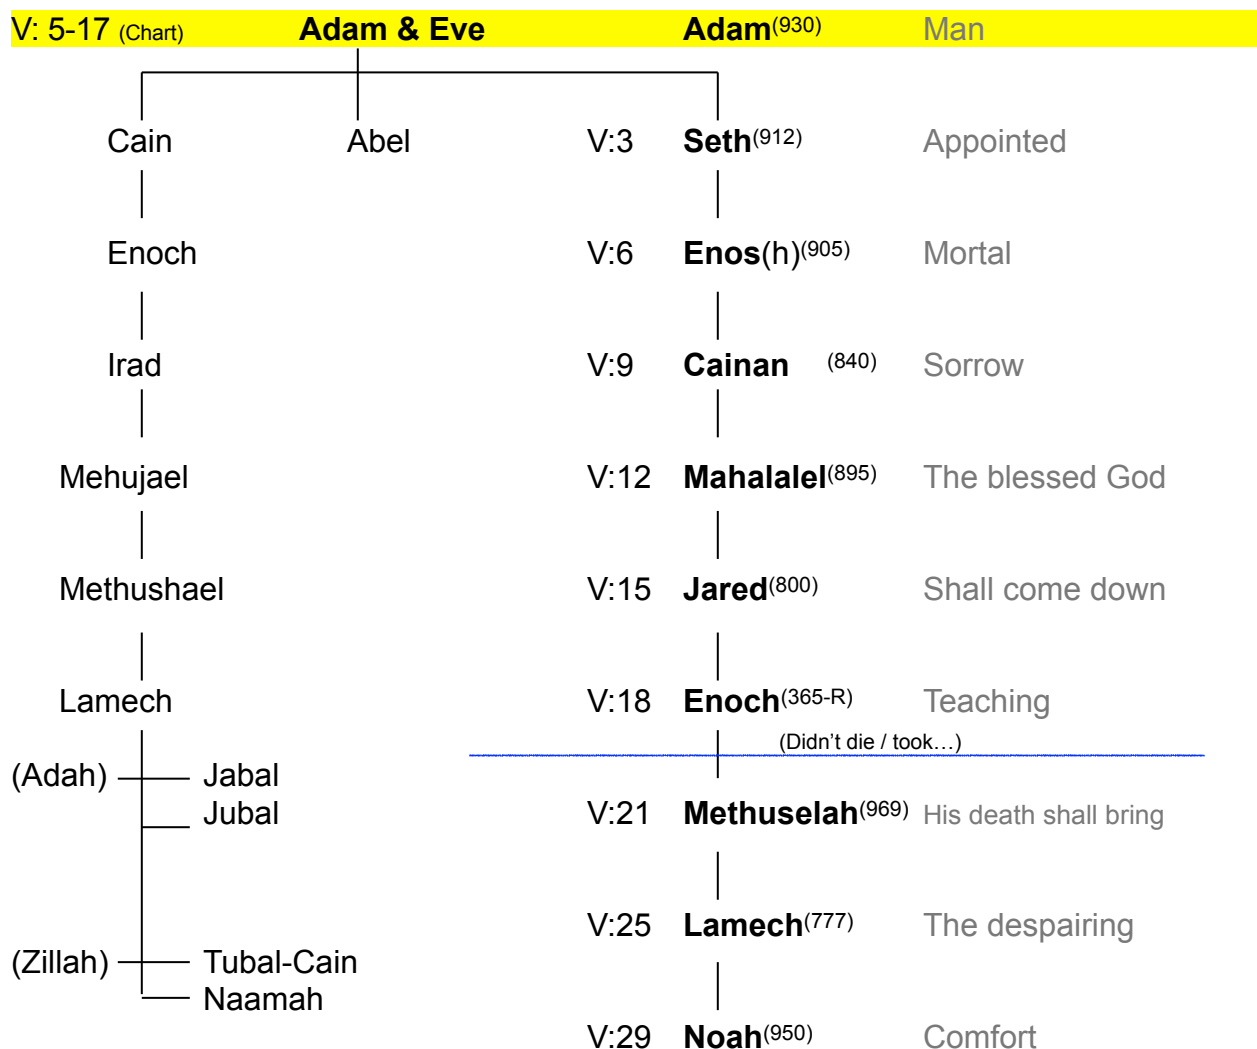 V: 5-17 (Chart) Adam & Eve Adam(930) Man
Cain Abel V:3 Seth(912) Appointed
Enoch V:6 Enos(h)(905) Mortal
Irad V:9 Cainan (840) Sorrow
Mehujael V:12 Mahalalel(895) The blessed God
Methushael V:15 Jared(800) Shall come down
Lamech V:18 Enoch(365-R) Teaching
(Didn't die / took…)
(Adah) Jabal
Jubal V:21 Methuselah(969) His death shall bring
V:25 Lamech(777) The despairing
(Zillah) Tubal-Cain
Naamah
V:29 Noah(950) Comfort